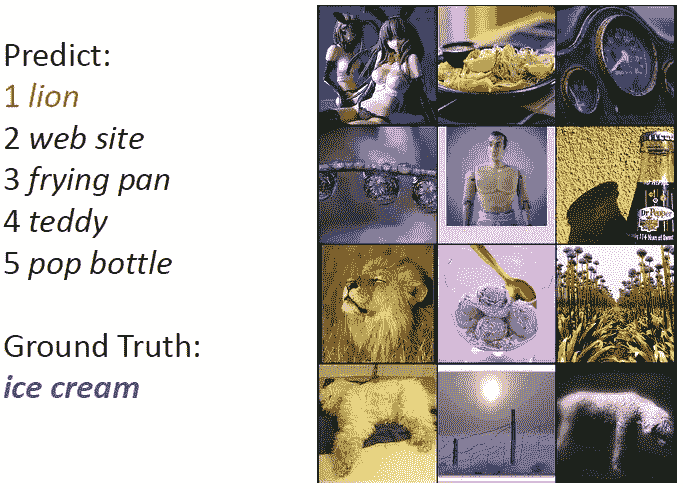 Predict:
1 lion
2 web site
3 frying pan
4 teddy
5 pop bottle
Ground Truth:
ice cream
Dr Pepper